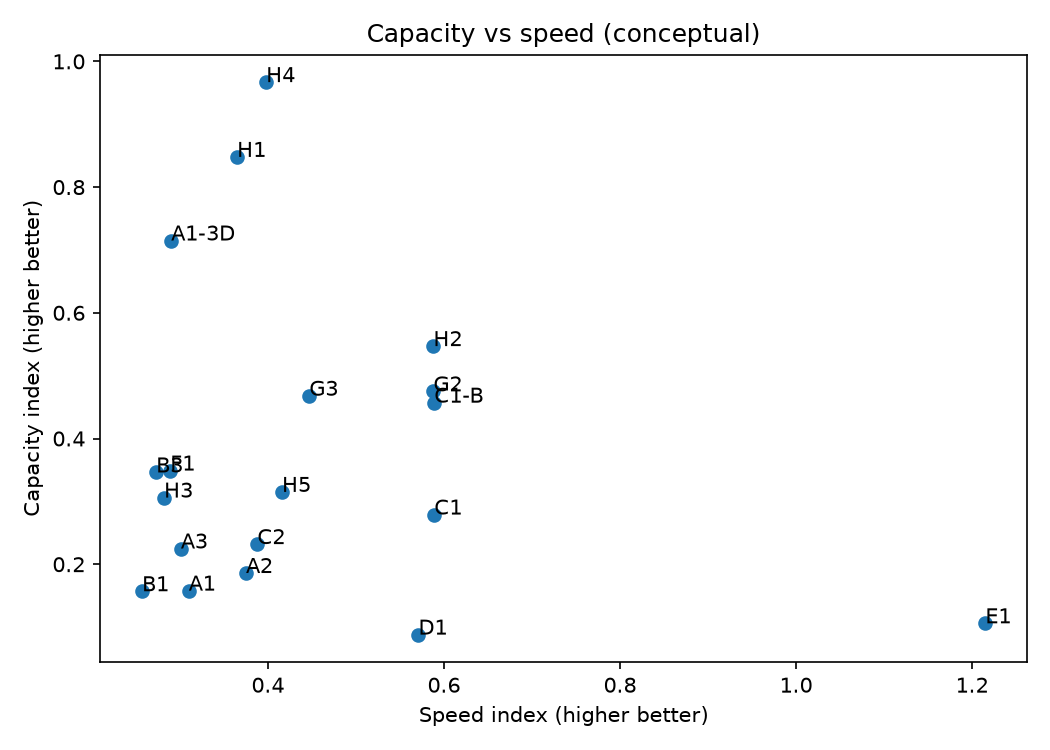 Capacity vs speed (conceptual)
Capacity index (higher better)
1.0
0.8
0.6
0.4
0.2
H4
H1
A1-3D
H2
G2
C1-B
G3
F1
H3
H5
C1
A3
C2
A2
B1
A1
D1
E1
0.4
0.6
0.8
1.0
1.2
Speed index (higher better)